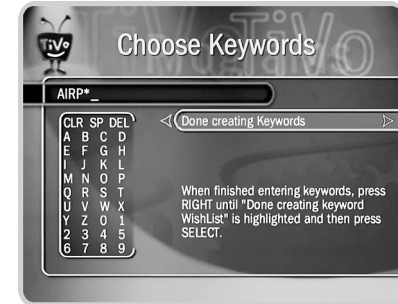 TiVo
Choose Keywords
AIRP*_
CLR SP DEL
A B C D
E F G H
I J K L
M N O P
Q R S T
U V W X
Y Z 0 1
2 3 4 5
6 7 8 9
Done creating Keywords
When finished entering keywords, press
RIGHT until "Done creating keyword
WishList" is highlighted and then press
SELECT.